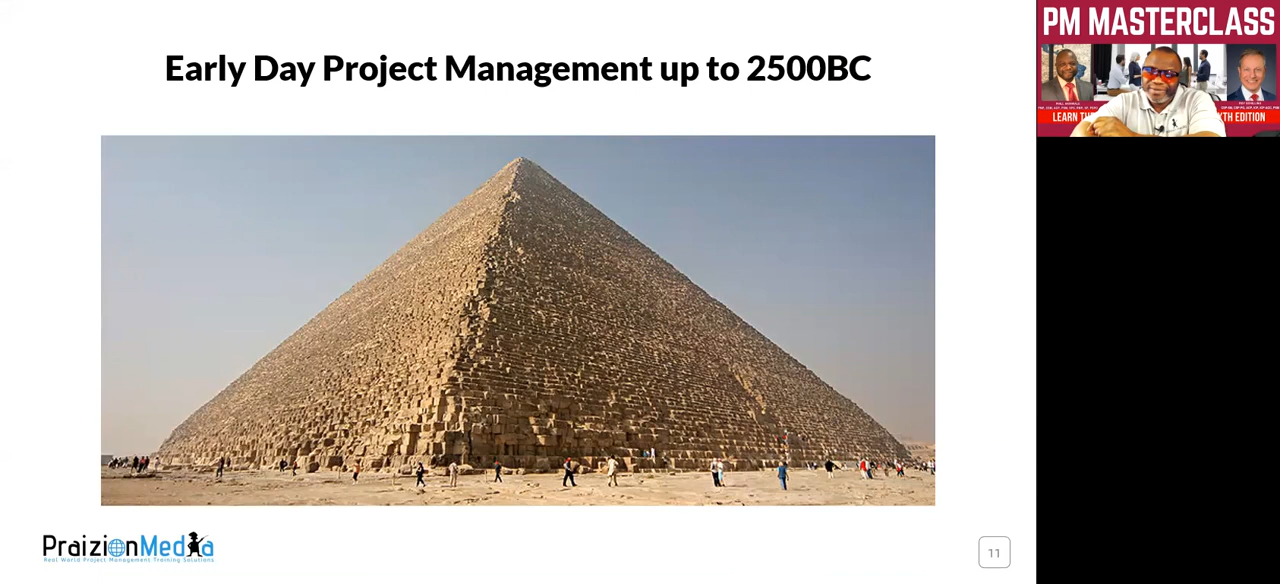 Early Day Project Management up to 2500BC
PM MASTERCLASS
LEARN TH
XTH EDITION
PraizionMedia
Real World Project Management Training Solutions
11